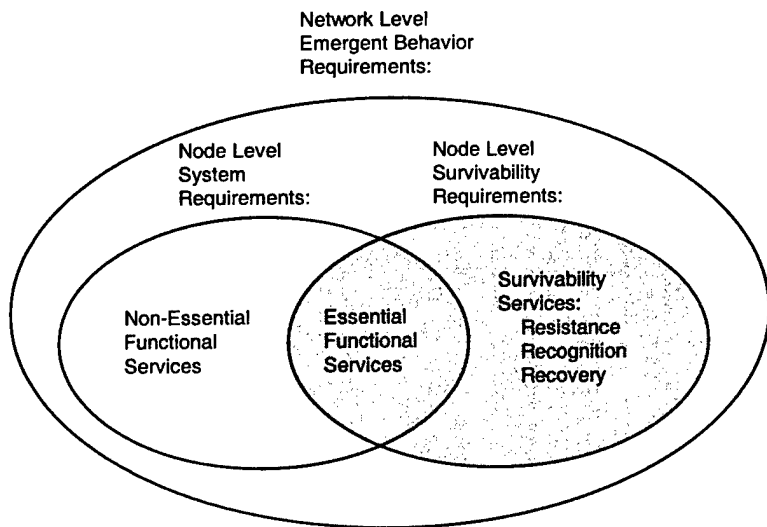 Network Level
Emergent Behavior
Requirements:
Node Level
System
Requirements:
Node Level
Survivability
Requirements:
Non-Essential
Functional
Services
Essential
Functional
Services
Survivability
Services:
Resistance
Recognition
Recovery